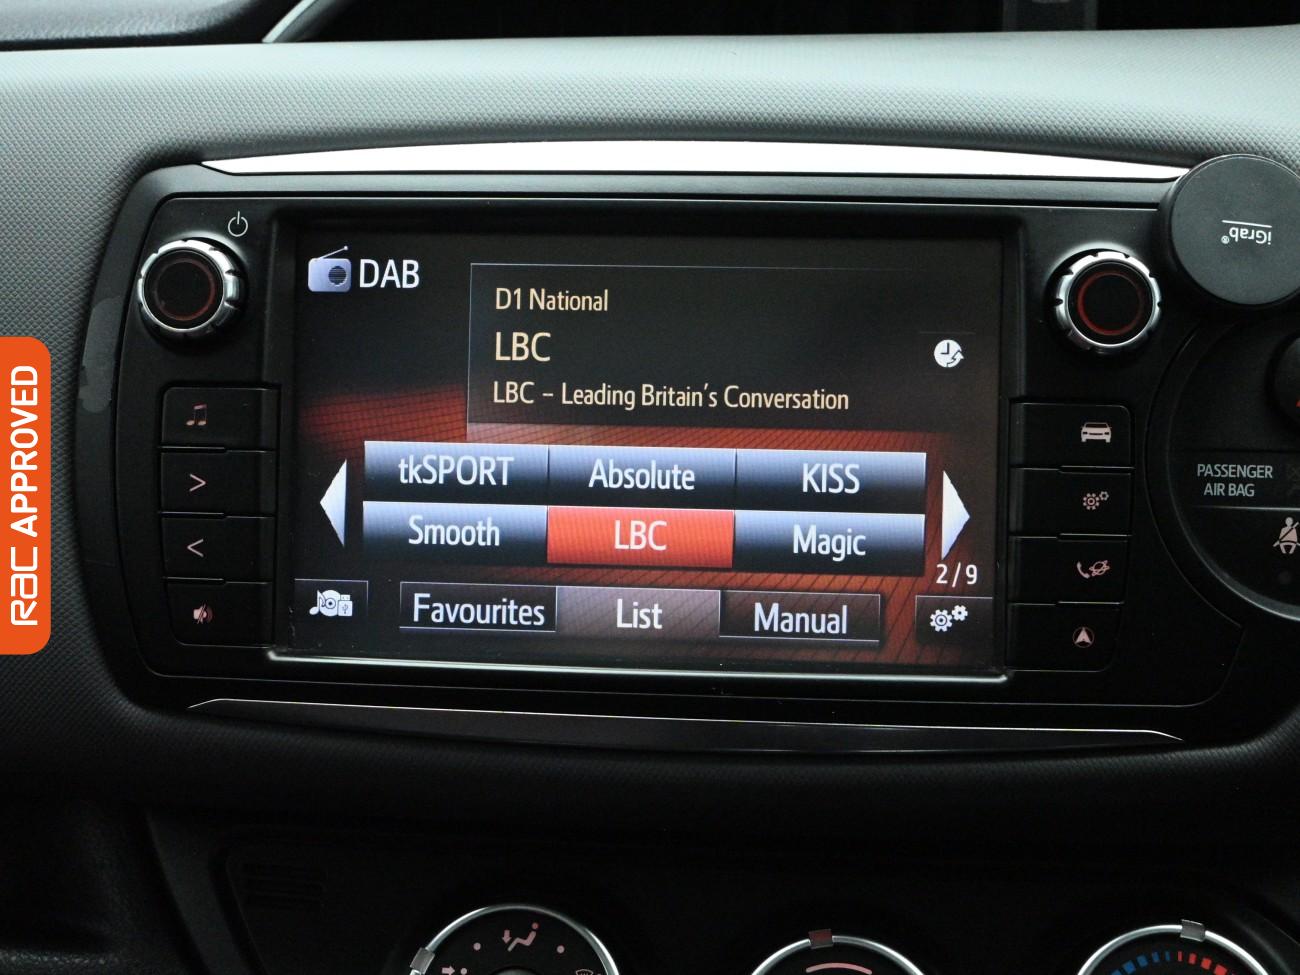 DAB
D1 National
LBC
LBC – Leading Britain's Conversation
tkSPORT
Absolute
KISS
Smooth
LBC
Magic
2/9
Favourites
List
Manual
iGrab®
PASSENGER
AIR BAG
RAC APPROVED